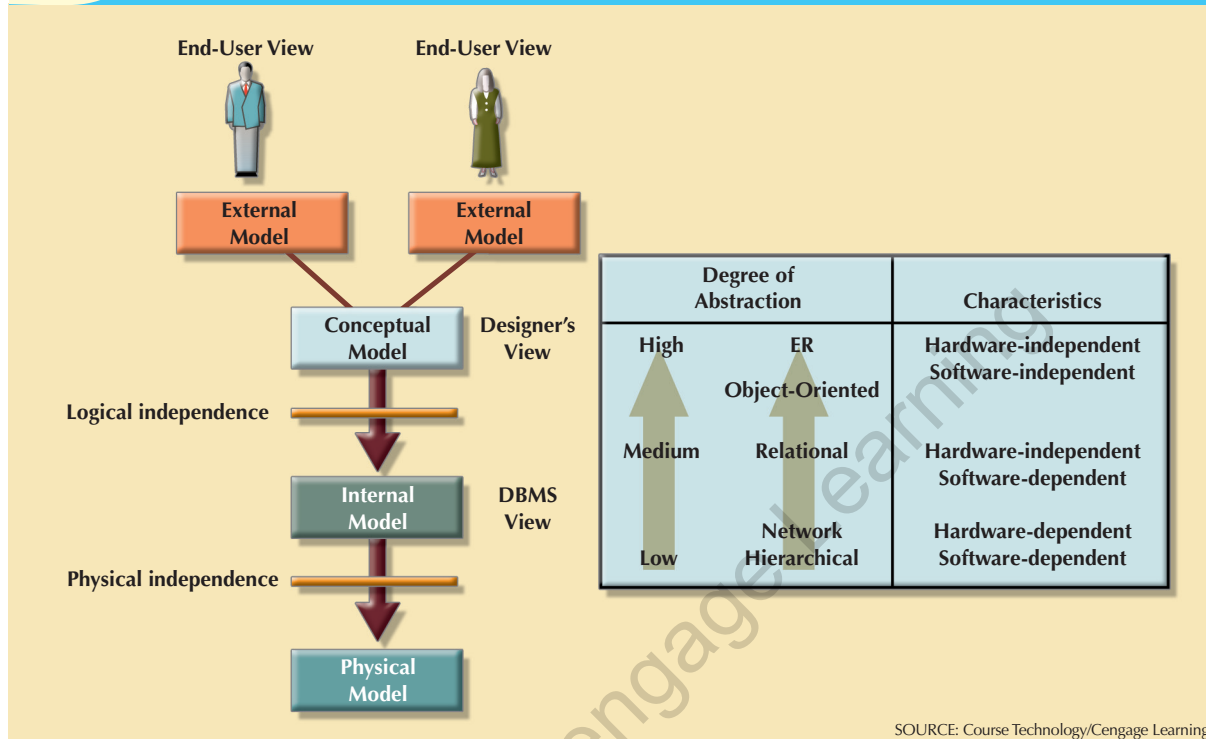 End-User View
End-User View
External
Model
External
Model
Conceptual
Model
Designer's
View
Logical independence
Internal
Model
DBMS
View
Physical independence
Physical
Model
Degree of
Abstraction
Characteristics
High
ER
Hardware-independent
Software-independent
Object-Oriented
Medium
Relational
Hardware-independent
Software-dependent
Low
Network
Hierarchical
Hardware-dependent
Software-dependent
engage Learning
SOURCE: Course Technology/Cengage Learning